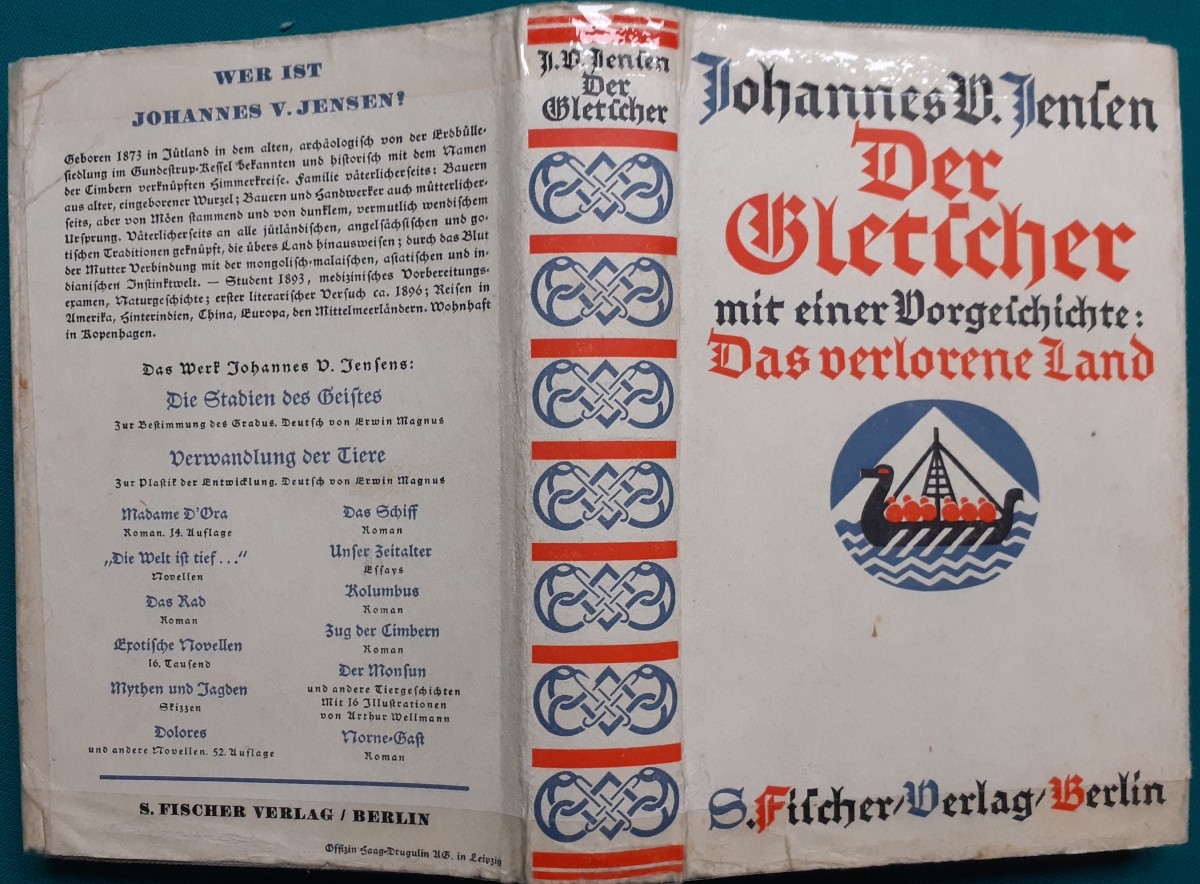 WER IST
JOHANNES V. JENSEN?
Geboren 1873 in Jütland in dem alten, archäologisch von der Erdbülle-
siedlung im Gundestrup-Kessel bekannten und historisch mit dem Namen
der Cimbern verknüpften Himmerkreise. Familie väterlicherseits: Bauern
aus alter, eingeborener Wurzel; Bauern und Handwerker auch mütterlicher-
seits, aber von Möen stammend und von dunklem, vermutlich wendischem
Ursprung. Väterlicherseits an alle jütländischen, angelsächsischen und go-
tischen Traditionen geknüpft, die übers Land hinausweisen; durch das Blut
der Mutter Verbindung mit der mongolisch-malaischen, asiatischen und in-
dianischen Instinktwelt. — Student 1893, medizinisches Vorbereitungs-
examen, Naturgeschichte; erster literarischer Versuch ca. 1896; Reisen in
Amerika, Hinterindien, China, Europa, den Mittelmeerländern. Wohnhaft
in Kopenhagen.
Das Werk Johannes V. Jensens:
Die Stadien des Geistes
Zur Bestimmung des Gradus. Deutsch von Erwin Magnus
Verwandlung der Tiere
Zur Plastik der Entwicklung. Deutsch von Erwin Magnus
Madame D'Ora
Roman. 14. Auflage
„Die Welt ist tief ...“
Novellen
Das Rad
Roman
Exotische Novellen
16. Tausend
Mythen und Jagden
Skizzen
Dolores
und andere Novellen. 52. Auflage
Das Schiff
Roman
Unser Zeitalter
Essays
Kolumbus
Roman
Zug der Cimbern
Roman
Der Monsun
und andere Tiergeschichten
Mit 16 Illustrationen
von Arthur Wellmann
Norne-Gast
Roman
S. FISCHER VERLAG / BERLIN
Offizin Haag-Drugulin AG. in Leipzig
J. V. Jensen
Der
Gletscher
Johannes V. Jensen
Der
Gletscher
mit einer Vorgeschichte:
Das verlorene Land
S. Fischer/Verlag/Berlin